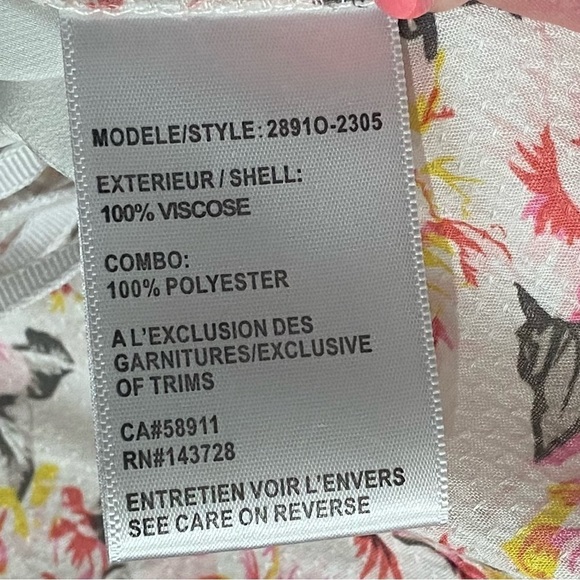 MODELE/STYLE: 2891O-2305
EXTERIEUR / SHELL:
100% VISCOSE
COMBO:
100% POLYESTER
A L'EXCLUSION DES
GARNITURES/EXCLUSIVE
OF TRIMS
CA#58911
RN#143728
ENTRETIEN VOIR L'ENVERS
SEE CARE ON REVERSE